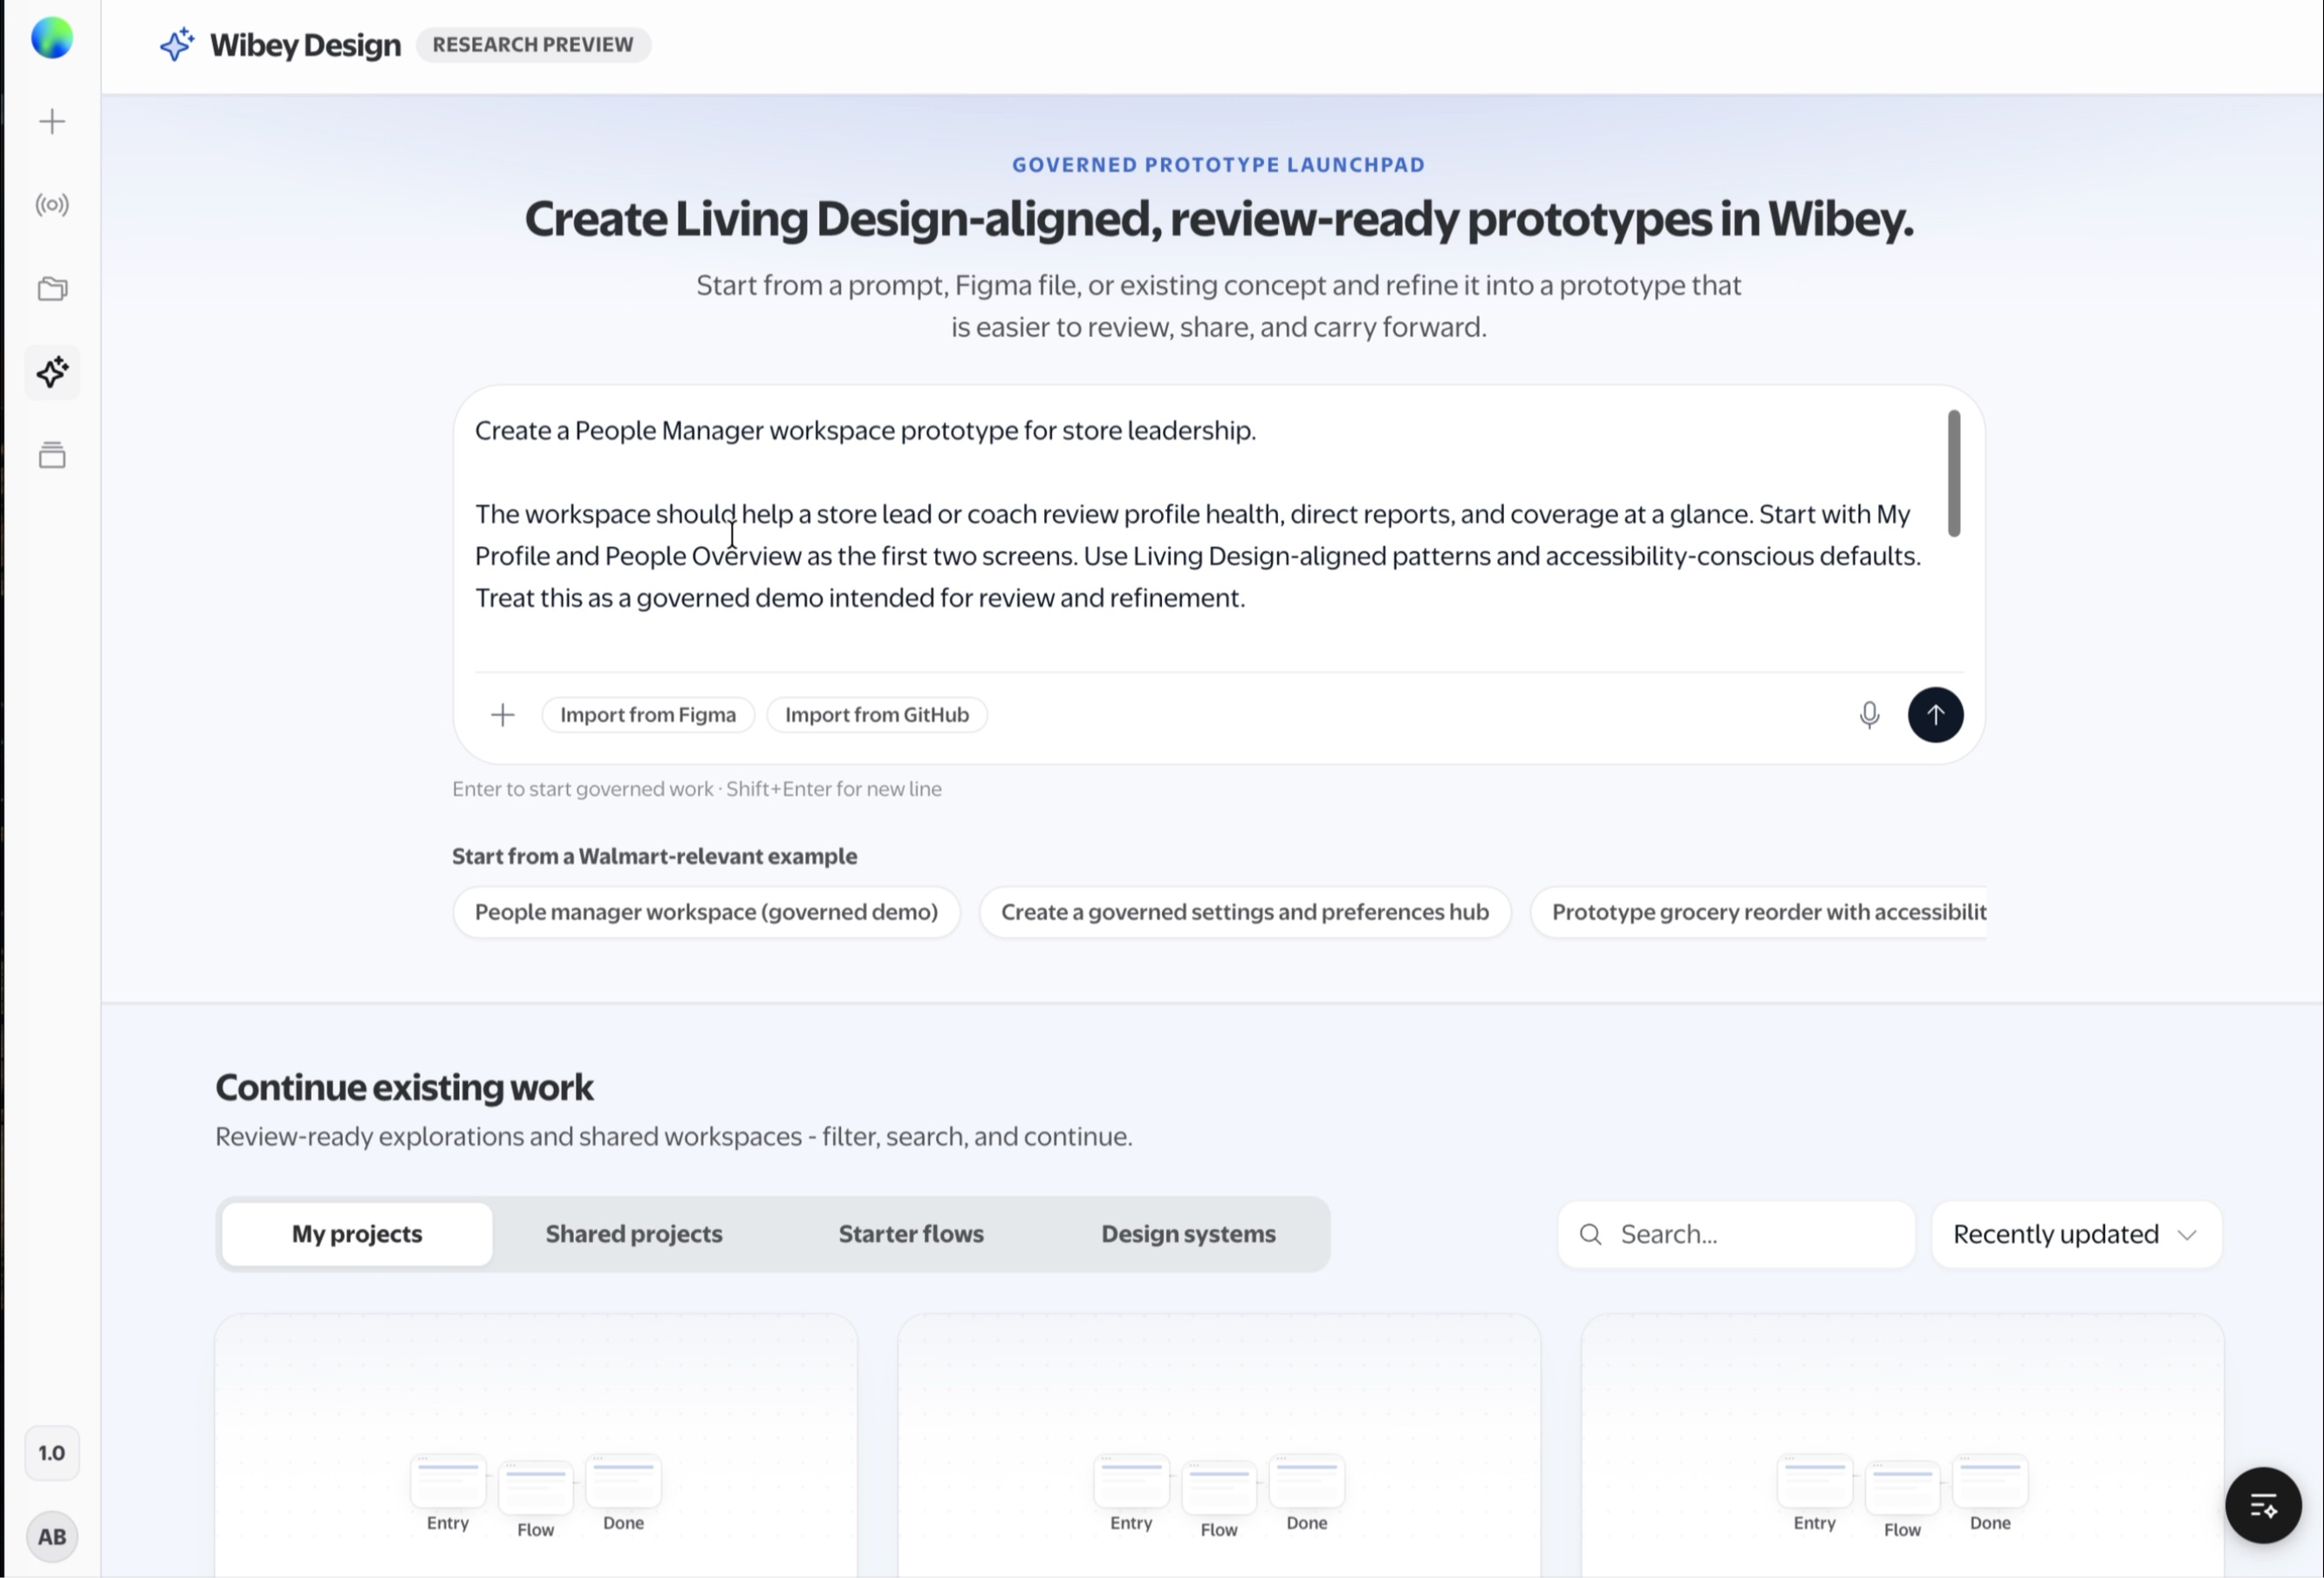 Wibey Design
RESEARCH PREVIEW
GOVERNED PROTOTYPE LAUNCHPAD
Create Living Design-aligned, review-ready prototypes in Wibey.
Start from a prompt, Figma file, or existing concept and refine it into a prototype that
is easier to review, share, and carry forward.
Create a People Manager workspace prototype for store leadership.
The workspace should help a store lead or coach review profile health, direct reports, and coverage at a glance. Start with My
Profile and People Overview as the first two screens. Use Living Design-aligned patterns and accessibility-conscious defaults.
Treat this as a governed demo intended for review and refinement.
Import from Figma
Import from GitHub
Enter to start governed work · Shift+Enter for new line
Start from a Walmart-relevant example
People manager workspace (governed demo)
Create a governed settings and preferences hub
Prototype grocery reorder with accessibilit
Continue existing work
Review-ready explorations and shared workspaces - filter, search, and continue.
My projects
Shared projects
Starter flows
Design systems
Search...
Recently updated
Entry
Flow
Done
Entry
Flow
Done
Entry
Flow
Done
1.0
AB